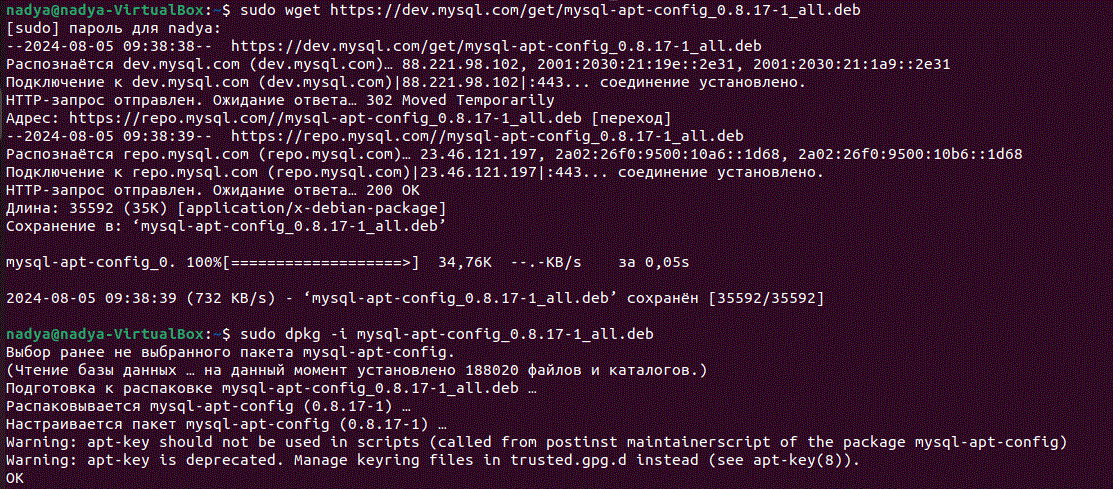 nadya@nadya-VirtualBox:~$ sudo wget https://dev.mysql.com/get/mysql-apt-config_0.8.17-1_all.deb
[sudo] пароль для nadya:
--2024-08-05 09:38:38--  https://dev.mysql.com/get/mysql-apt-config_0.8.17-1_all.deb
Распознаётся dev.mysql.com (dev.mysql.com)… 88.221.98.102, 2001:2030:21:19e::2e31, 2001:2030:21:1a9::2e31
Подключение к dev.mysql.com (dev.mysql.com)|88.221.98.102|:443... соединение установлено.
HTTP-запрос отправлен. Ожидание ответа… 302 Moved Temporarily
Адрес: https://repo.mysql.com//mysql-apt-config_0.8.17-1_all.deb [переход]
--2024-08-05 09:38:39--  https://repo.mysql.com//mysql-apt-config_0.8.17-1_all.deb
Распознаётся repo.mysql.com (repo.mysql.com)… 23.46.121.197, 2a02:26f0:9500:10a6::1d68, 2a02:26f0:9500:10b6::1d68
Подключение к repo.mysql.com (repo.mysql.com)|23.46.121.197|:443... соединение установлено.
HTTP-запрос отправлен. Ожидание ответа… 200 OK
Длина: 35592 (35K) [application/x-debian-package]
Сохранение в: ‘mysql-apt-config_0.8.17-1_all.deb’
mysql-apt-config_0. 100%[===================>]  34,76K  --.-KB/s    за 0,05s
2024-08-05 09:38:39 (732 KB/s) - ‘mysql-apt-config_0.8.17-1_all.deb’ сохранён [35592/35592]
nadya@nadya-VirtualBox:~$ sudo dpkg -i mysql-apt-config_0.8.17-1_all.deb
Выбор ранее не выбранного пакета mysql-apt-config.
(Чтение базы данных … на данный момент установлено 188020 файлов и каталогов.)
Подготовка к распаковке mysql-apt-config_0.8.17-1_all.deb …
Распаковывается mysql-apt-config (0.8.17-1) …
Настраивается пакет mysql-apt-config (0.8.17-1) …
Warning: apt-key should not be used in scripts (called from postinst maintainerscript of the package mysql-apt-config)
Warning: apt-key is deprecated. Manage keyring files in trusted.gpg.d instead (see apt-key(8)).
OK